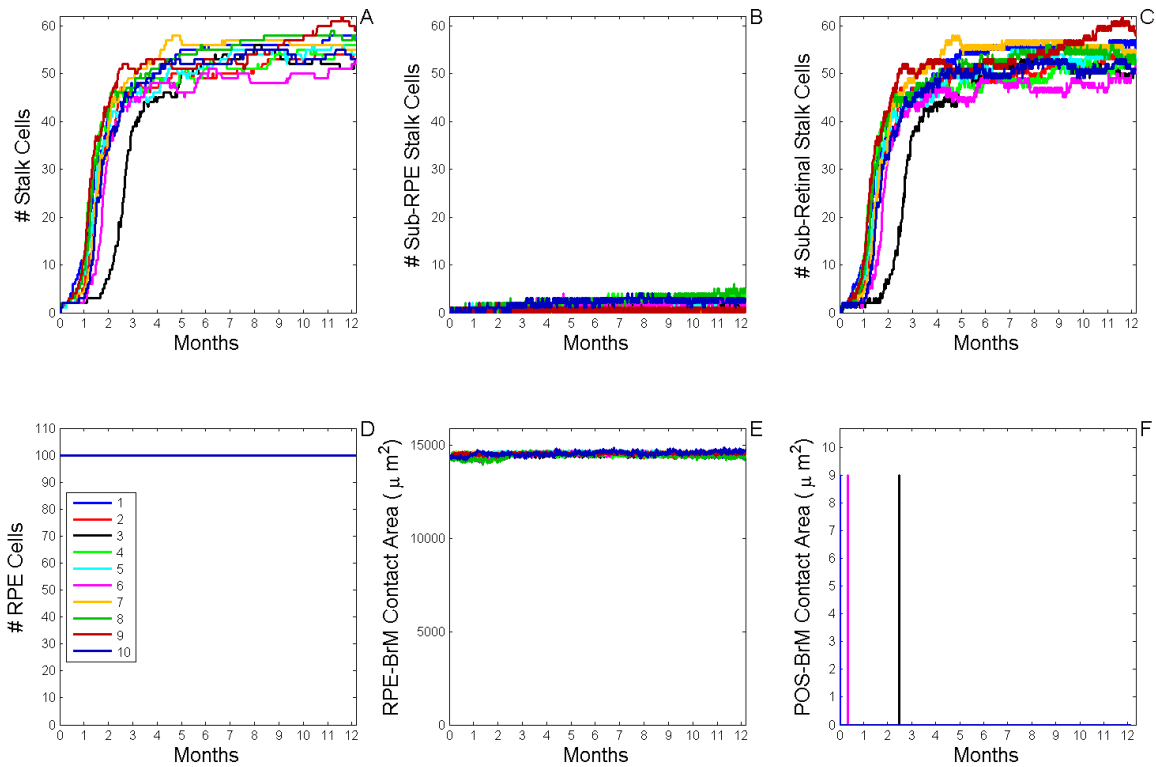 A
# Stalk Cells
60
50
40
30
20
10
0
0 1 2 3 4 5 6 7 8 9 10 11 12
Months
B
# Sub-RPE Stalk Cells
60
50
40
30
20
10
0
0 1 2 3 4 5 6 7 8 9 10 11 12
Months
C
# Sub-Retinal Stalk Cells
60
50
40
30
20
10
0
0 1 2 3 4 5 6 7 8 9 10 11 12
Months
D
# RPE Cells
110
100
90
80
70
60
50
40
30
20
10
0
1
2
3
4
5
6
7
8
9
10
0 1 2 3 4 5 6 7 8 9 10 11 12
Months
E
RPE-BrM Contact Area ( μ m²)
15000
10000
5000
0
0 1 2 3 4 5 6 7 8 9 10 11 12
Months
F
POS-BrM Contact Area ( μ m²)
10
9
8
7
6
5
4
3
2
1
0
0 1 2 3 4 5 6 7 8 9 10 11 12
Months